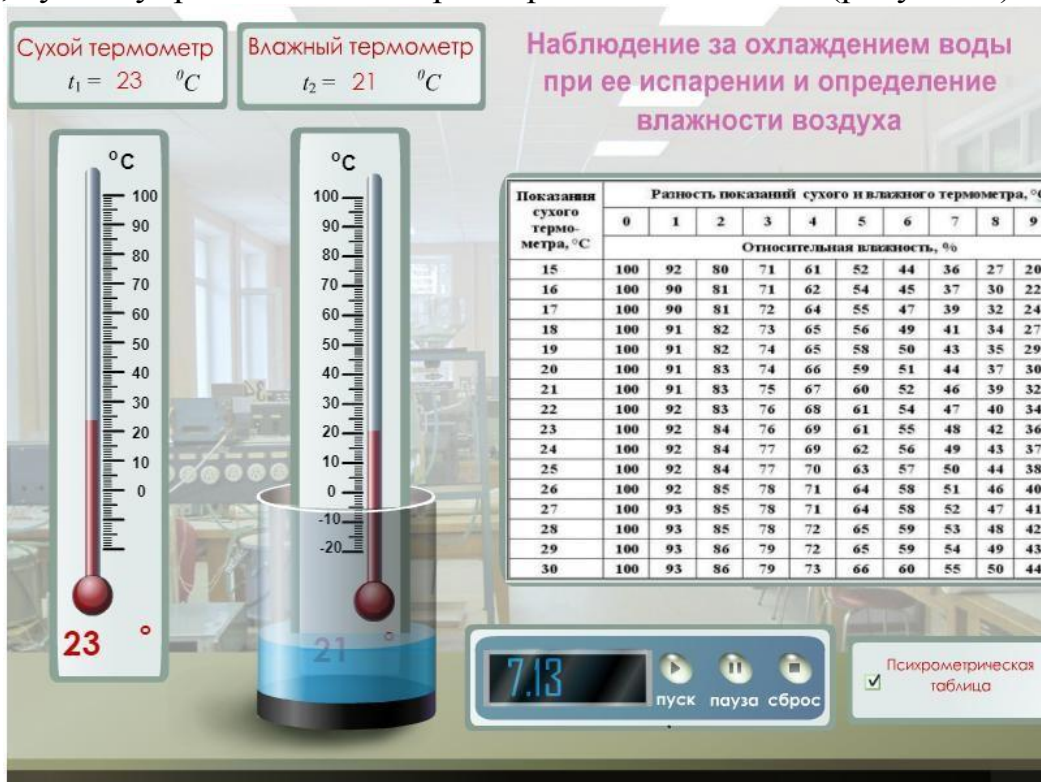 Сухой термометр
t₁ = 23 ⁰C
Влажный термометр
t₂ = 21 ⁰C
Наблюдение за охлаждением воды
при ее испарении и определение
влажности воздуха
°C
100
90
80
70
60
50
40
30
20
10
0
23 °
°C
100
90
80
70
60
50
40
30
20
10
0
-10
-20
21 °
Показания сухого термо-метра, °C
Разность показаний сухого и влажного термометра, °C
0 1 2 3 4 5 6 7 8 9
Относительная влажность, %
15 100 92 80 71 61 52 44 36 27 20
16 100 90 81 71 62 54 45 37 30 22
17 100 90 81 72 64 55 47 39 32 24
18 100 91 82 73 65 56 49 41 34 27
19 100 91 82 74 65 58 50 43 35 29
20 100 91 83 74 66 59 51 44 37 30
21 100 91 83 75 67 60 52 46 39 32
22 100 92 83 76 68 61 54 47 40 34
23 100 92 84 76 69 61 55 48 42 36
24 100 92 84 77 69 62 56 49 43 37
25 100 92 84 77 70 63 57 50 44 38
26 100 92 85 78 71 64 58 51 46 40
27 100 93 85 78 71 64 58 52 47 41
28 100 93 85 78 72 65 59 53 48 42
29 100 93 86 79 72 65 59 54 49 43
30 100 93 86 79 73 66 60 55 50 44
7.13
пуск пауза сброс
Психрометрическая
таблица